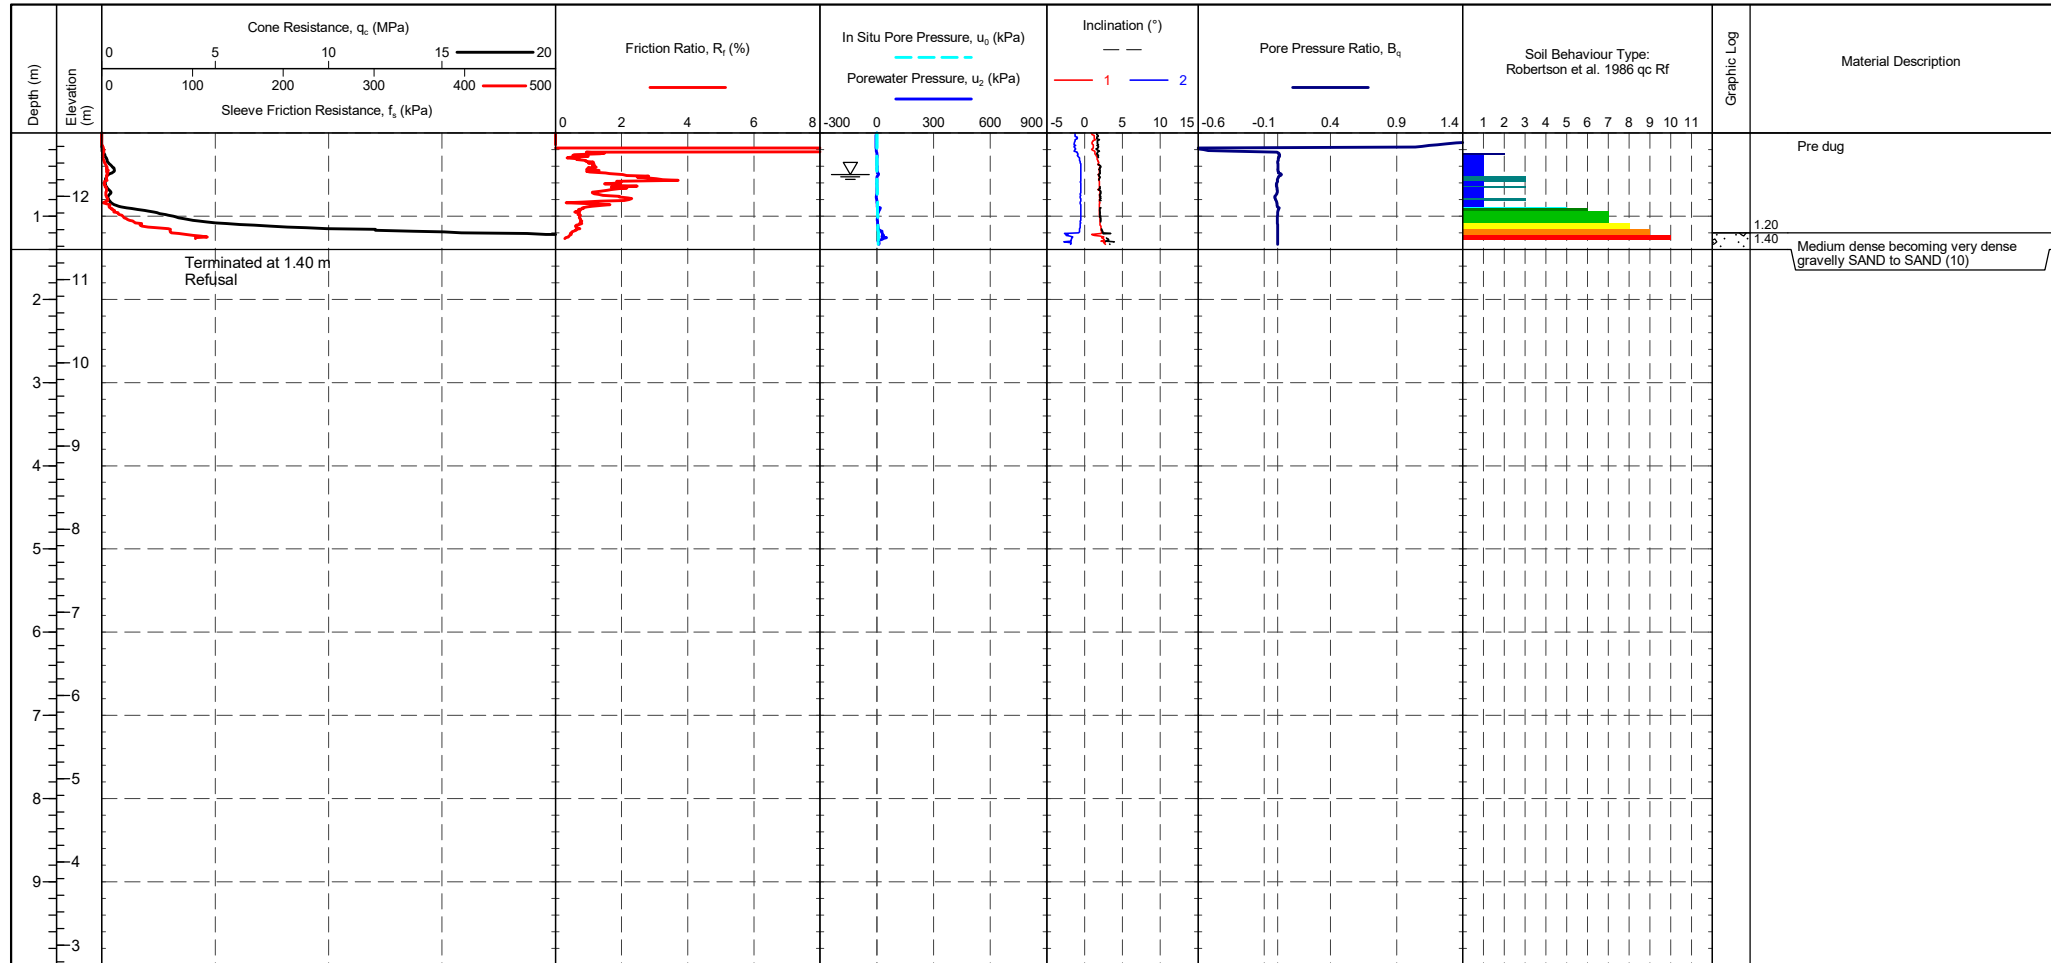 Depth (m)
Elevation (m)
Cone Resistance, qc (MPa)
0 5 10 15 20
0 100 200 300 400 500
Sleeve Friction Resistance, fs (kPa)
Friction Ratio, Rf (%)
0 2 4 6 8
In Situ Pore Pressure, u0 (kPa)
Porewater Pressure, u2 (kPa)
-300 0 300 600 900
Inclination (°)
1 2
-5 0 5 10 15
Pore Pressure Ratio, Bq
-0.6 -0.1 0.4 0.9 1.4
Soil Behaviour Type:
Robertson et al. 1986 qc Rf
1 2 3 4 5 6 7 8 9 10 11
Graphic Log
Material Description
Pre dug
12
1
1.20
1.40
Medium dense becoming very dense
gravelly SAND to SAND (10)
Terminated at 1.40 m
Refusal
11
2
10
3
9
4
8
5
7
6
6
7
5
8
4
9
3